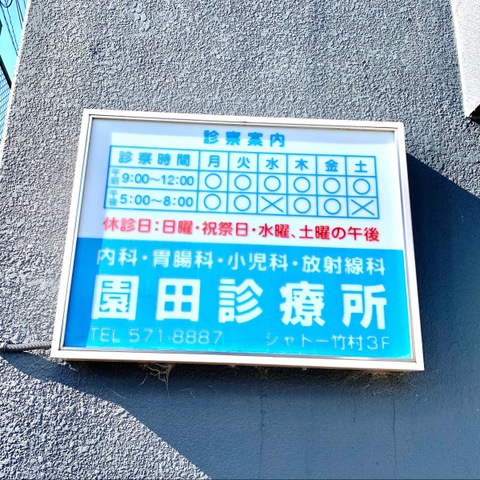 診察案内
診察時間 月 火 水 木 金 土
午前 9:00〜12:00 ○ ○ ○ ○ ○ ○
午後 5:00〜8:00 ○ ○ × ○ ○ ×
休診日:日曜・祝祭日・水曜、土曜の午後
内科・胃腸科・小児科・放射線科
園田診療所
TEL 571-8887 シャトー竹村3F